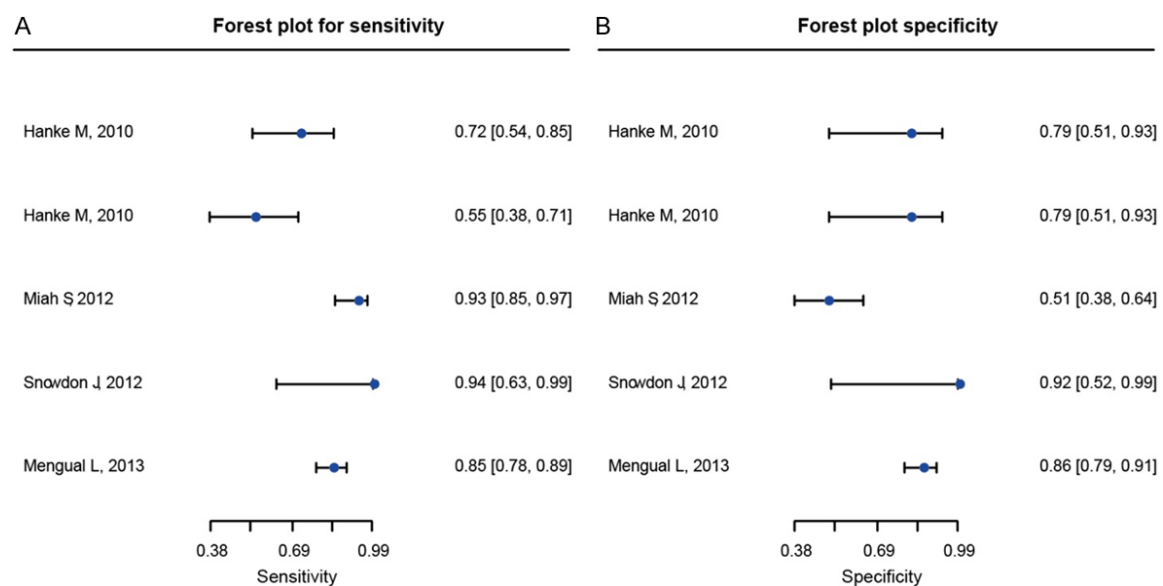 A
Forest plot for sensitivity
Hanke M, 2010 0.72 [0.54, 0.85]
Hanke M, 2010 0.55 [0.38, 0.71]
Miah S, 2012 0.93 [0.85, 0.97]
Snowdon J, 2012 0.94 [0.63, 0.99]
Mengual L, 2013 0.85 [0.78, 0.89]
0.38 0.69 0.99
Sensitivity
B
Forest plot specificity
Hanke M, 2010 0.79 [0.51, 0.93]
Hanke M, 2010 0.79 [0.51, 0.93]
Miah S, 2012 0.51 [0.38, 0.64]
Snowdon J, 2012 0.92 [0.52, 0.99]
Mengual L, 2013 0.86 [0.79, 0.91]
0.38 0.69 0.99
Specificity